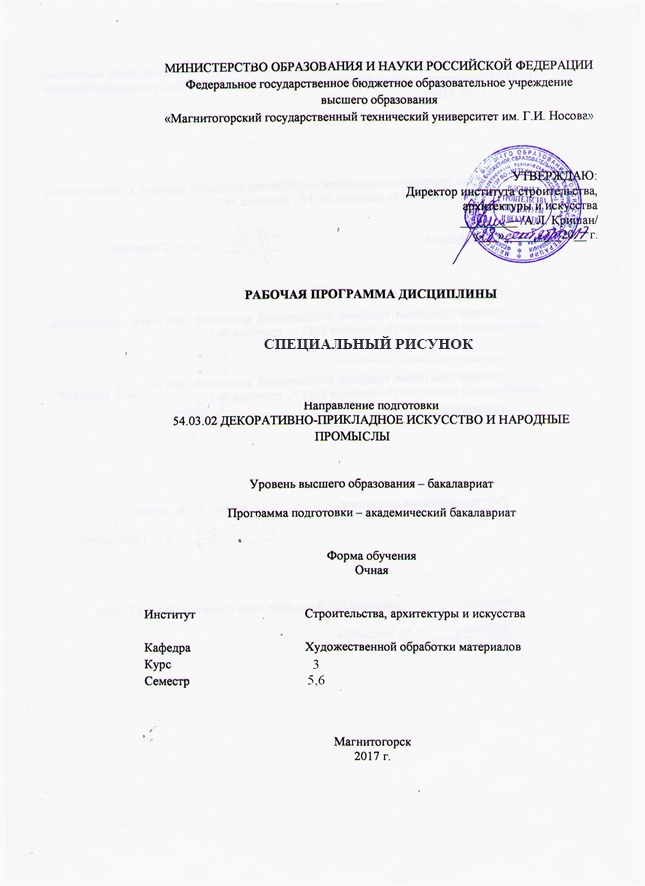 МИНИСТЕРСТВО ОБРАЗОВАНИЯ И НАУКИ РОССИЙСКОЙ ФЕДЕРАЦИИ
Федеральное государственное бюджетное образовательное учреждение
высшего образования
«Магнитогорский государственный технический университет им. Г.И. Носова»
УТВЕРЖДАЮ:
Директор института строительства,
архитектуры и искусства
/А.Л. Кришан/
сентября 2017 г.
РАБОЧАЯ ПРОГРАММА ДИСЦИПЛИНЫ
СПЕЦИАЛЬНЫЙ РИСУНОК
Направление подготовки
54.03.02 ДЕКОРАТИВНО-ПРИКЛАДНОЕ ИСКУССТВО И НАРОДНЫЕ
ПРОМЫСЛЫ
Уровень высшего образования – бакалавриат
Программа подготовки – академический бакалавриат
Форма обучения
Очная
Институт Строительства, архитектуры и искусства
Кафедра Художественной обработки материалов
Курс 3
Семестр 5,6
Магнитогорск
2017 г.